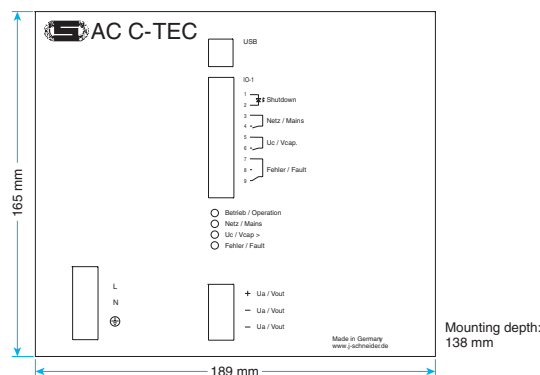 AC C-TEC
USB
IO-1
1
2
Shutdown
3
4
Netz / Mains
5
6
Uc / Vcap.
7
8
9
Fehler / Fault
Betrieb / Operation
Netz / Mains
Uc / Vcap >
Fehler / Fault
L
N
+ Ua / Vout
– Ua / Vout
– Ua / Vout
Made in Germany
www.j-schneider.de
165 mm
189 mm
Mounting depth:
138 mm